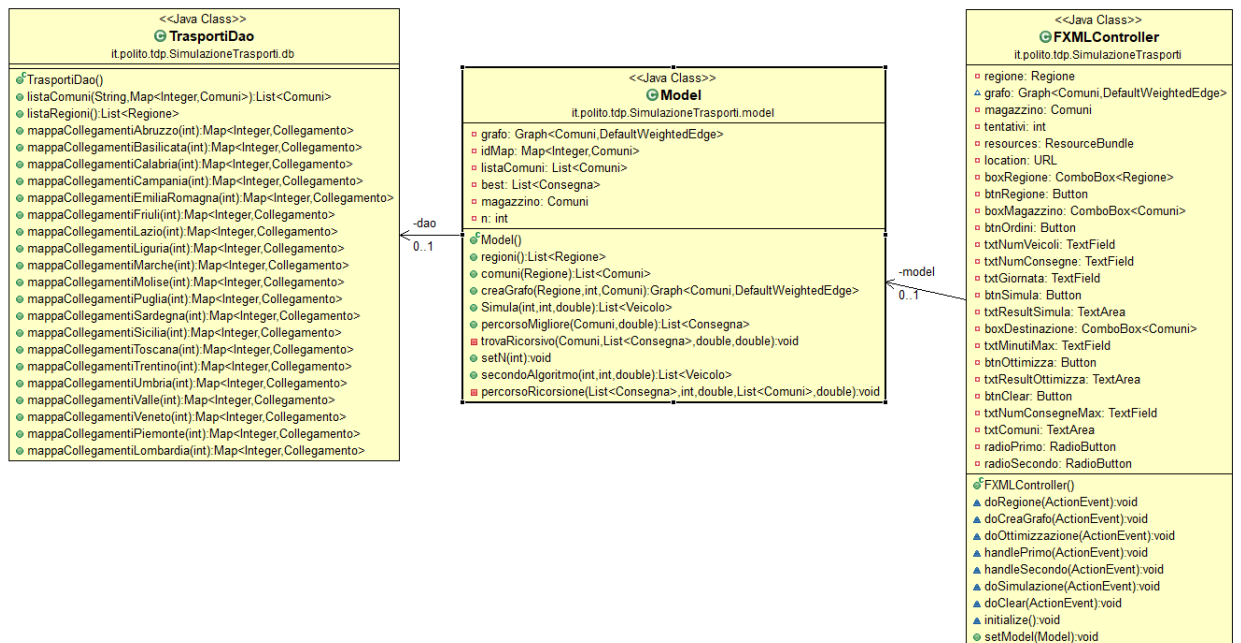 <<Java Class>>
TrasportiDao
it.polito.tdp.SimulazioneTrasporti.db
TrasportiDao()
listaComuni(String,Map<Integer,Comuni>):List<Comuni>
listaRegioni():List<Regione>
mappaCollegamentiAbruzzo(int):Map<Integer,Collegamento>
mappaCollegamentiBasilicata(int):Map<Integer,Collegamento>
mappaCollegamentiCalabria(int):Map<Integer,Collegamento>
mappaCollegamentiCampania(int):Map<Integer,Collegamento>
mappaCollegamentiEmiliaRomagna(int):Map<Integer,Collegamento>
mappaCollegamentiFriuli(int):Map<Integer,Collegamento>
mappaCollegamentiLazio(int):Map<Integer,Collegamento>
mappaCollegamentiLiguria(int):Map<Integer,Collegamento>
mappaCollegamentiMarche(int):Map<Integer,Collegamento>
mappaCollegamentiMolise(int):Map<Integer,Collegamento>
mappaCollegamentiPuglia(int):Map<Integer,Collegamento>
mappaCollegamentiSardegna(int):Map<Integer,Collegamento>
mappaCollegamentiSicilia(int):Map<Integer,Collegamento>
mappaCollegamentiToscana(int):Map<Integer,Collegamento>
mappaCollegamentiTrentino(int):Map<Integer,Collegamento>
mappaCollegamentiUmbria(int):Map<Integer,Collegamento>
mappaCollegamentiValle(int):Map<Integer,Collegamento>
mappaCollegamentiVeneto(int):Map<Integer,Collegamento>
mappaCollegamentiPiemonte(int):Map<Integer,Collegamento>
mappaCollegamentiLombardia(int):Map<Integer,Collegamento>
-dao
0..1
<<Java Class>>
Model
it.polito.tdp.SimulazioneTrasporti.model
grafo: Graph<Comuni,DefaultWeightedEdge>
idMap: Map<Integer,Comuni>
listaComuni: List<Comuni>
best: List<Consegna>
magazzino: Comuni
n: int
Model()
regioni():List<Regione>
comuni(Regione):List<Comuni>
creaGrafo(Regione,int,Comuni):Graph<Comuni,DefaultWeightedEdge>
Simula(int,int,double):List<Veicolo>
percorsoMigliore(Comuni,double):List<Consegna>
trovaRicorsivo(Comuni,List<Consegna>,double,double):void
setN(int):void
secondoAlgoritmo(int,int,double):List<Veicolo>
percorsoRicorsione(List<Consegna>,int,double,List<Comuni>,double):void
-model
0..1
<<Java Class>>
FXMLController
it.polito.tdp.SimulazioneTrasporti
regione: Regione
grafo: Graph<Comuni,DefaultWeightedEdge>
magazzino: Comuni
tentativi: int
resources: ResourceBundle
location: URL
boxRegione: ComboBox<Regione>
btnRegione: Button
boxMagazzino: ComboBox<Comuni>
btnOrdini: Button
txtNumVeicoli: TextField
txtNumConsegne: TextField
txtGiornata: TextField
btnSimula: Button
txtResultSimula: TextArea
boxDestinazione: ComboBox<Comuni>
txtMinutiMax: TextField
btnOttimizza: Button
txtResultOttimizza: TextArea
btnClear: Button
txtNumConsegneMax: TextField
txtComuni: TextArea
radioPrimo: RadioButton
radioSecondo: RadioButton
FXMLController()
doRegione(ActionEvent):void
doCreaGrafo(ActionEvent):void
doOttimizzazione(ActionEvent):void
handlePrimo(ActionEvent):void
handleSecondo(ActionEvent):void
doSimulazione(ActionEvent):void
doClear(ActionEvent):void
initialize():void
setModel(Model):void